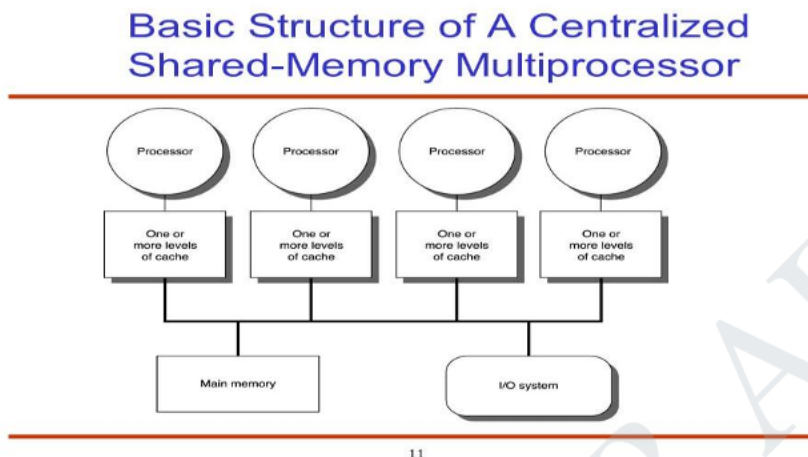 Basic Structure of A Centralized
Shared-Memory Multiprocessor
Processor
Processor
Processor
Processor
One or
more levels
of cache
One or
more levels
of cache
One or
more levels
of cache
One or
more levels
of cache
Main memory
I/O system
11